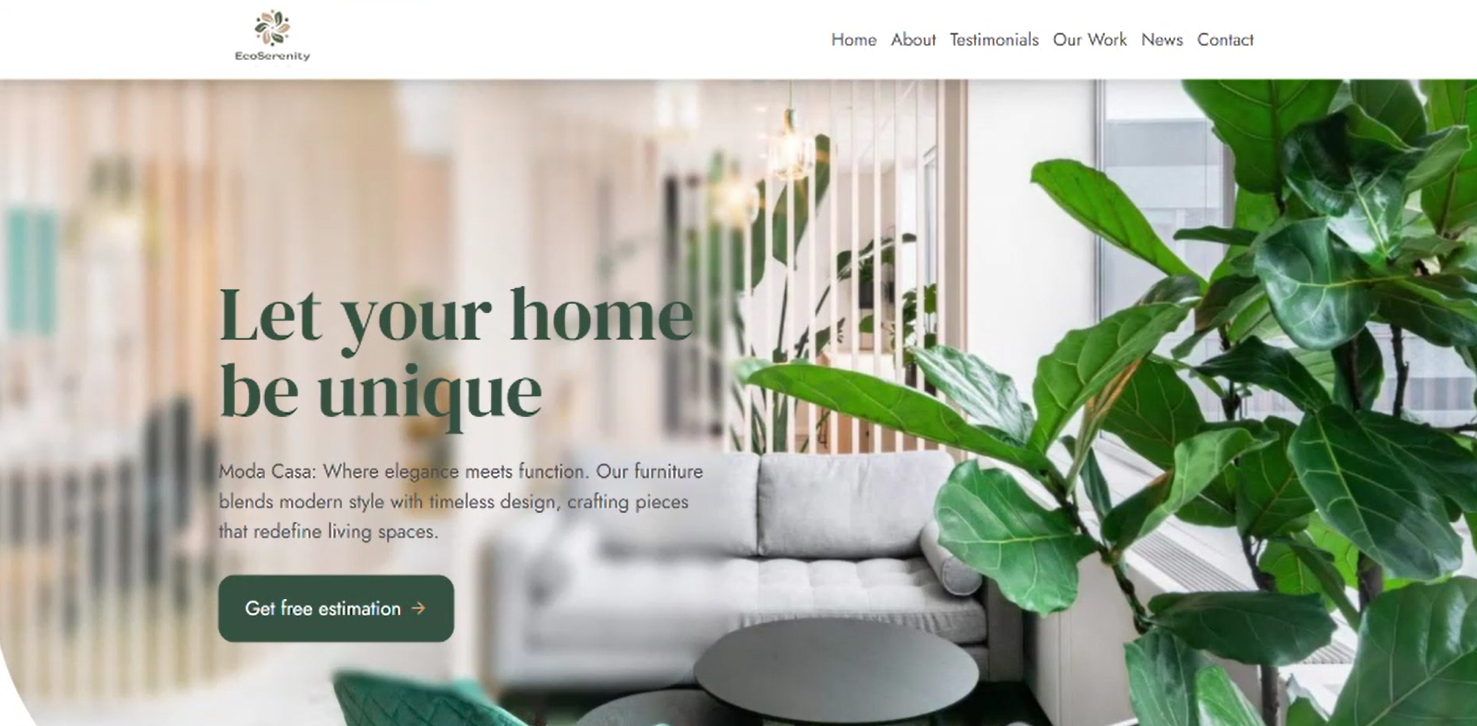 EcoSerenity
Home About Testimonials Our Work News Contact
Let your home
be unique
Moda Casa: Where elegance meets function. Our furniture
blends modern style with timeless design, crafting pieces
that redefine living spaces.
Get free estimation →